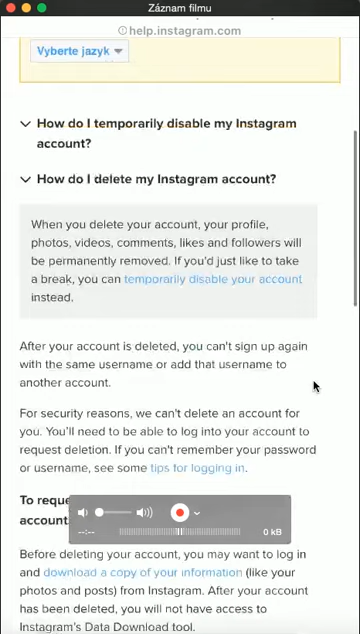 Záznam filmu
help.instagram.com
Vyberte jazyk
How do I temporarily disable my Instagram
account?
How do I delete my Instagram account?
When you delete your account, your profile,
photos, videos, comments, likes and followers will
be permanently removed. If you'd just like to take
a break, you can temporarily disable your account
instead.
After your account is deleted, you can't sign up again
with the same username or add that username to
another account.
For security reasons, we can't delete an account for
you. You'll need to be able to log into your account to
request deletion. If you can't remember your password
or username, see some tips for logging in.
To reque
account
--:--
0 kB
Before deleting your account, you may want to log in
and download a copy of your information (like your
photos and posts) from Instagram. After your account
has been deleted, you will not have access to
Instagram's Data Download tool.